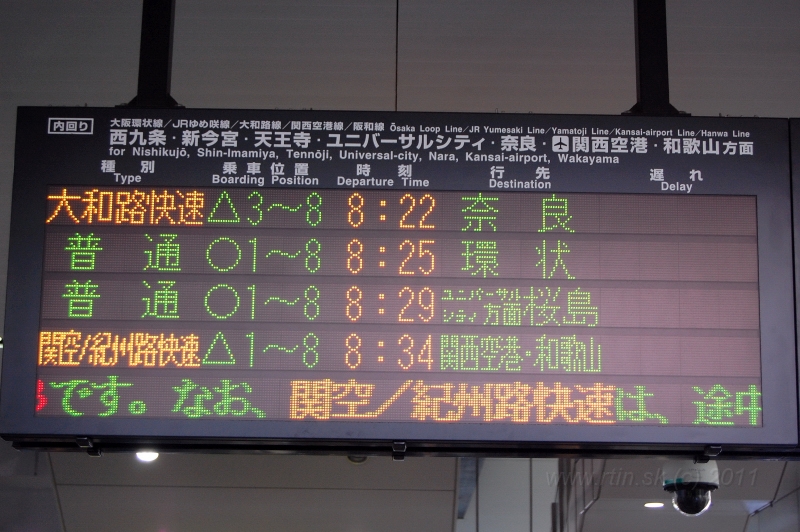 内回り
大阪環状線／JRゆめ咲線／大和路線／関西空港線／阪和線 Ōsaka Loop Line／JR Yumesaki Line／Yamatoji Line／Kansai-airport Line／Hanwa Line
西九条・新今宮・天王寺・ユニバーサルシティ・奈良・関西空港・和歌山方面
for Nishikujō, Shin-Imamiya, Tennōji, Universal-city, Nara, Kansai-airport, Wakayama
種別 乗車位置 時刻 行先 遅れ
Type Boarding Position Departure Time Destination Delay
大和路快速 △3〜8 8:22 奈良
普通 ○1〜8 8:25 環状
普通 ○1〜8 8:29 ユニバーサルシティ方面 桜島
関空/紀州路快速 △1〜8 8:34 関西空港・和歌山
です。なお、関空／紀州路快速は、途中
www.rtin.sk (c) 2011